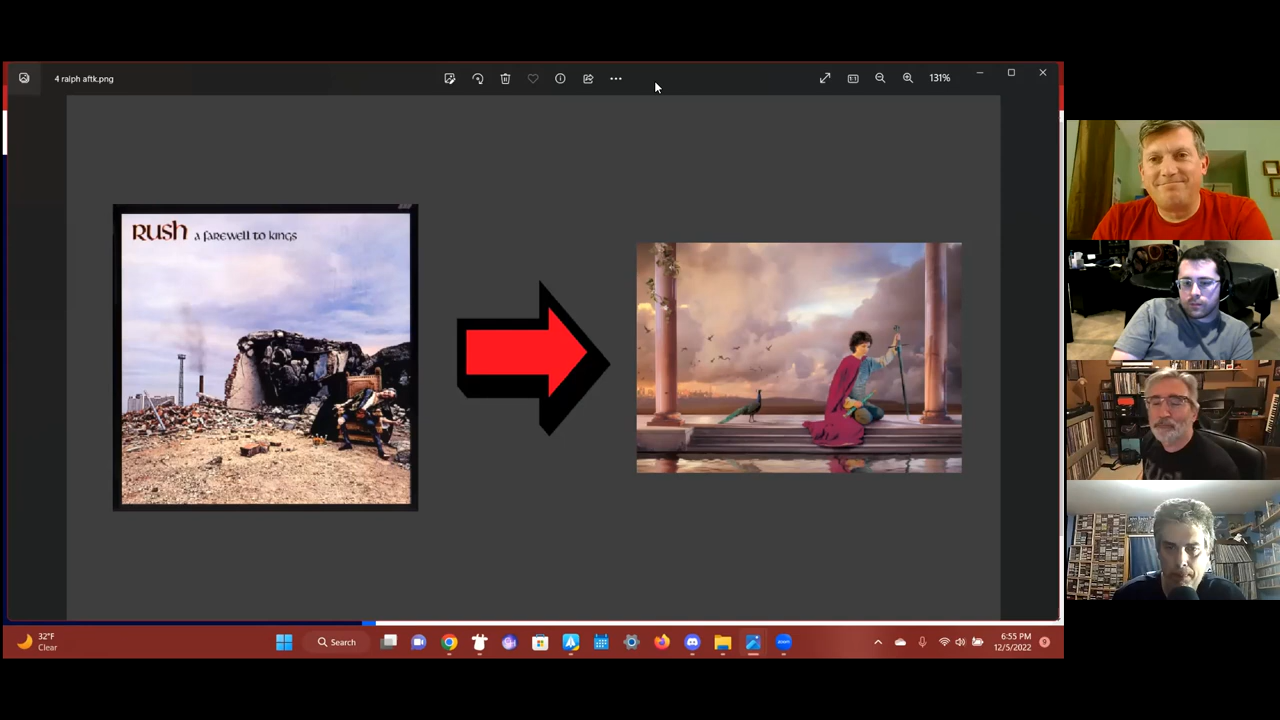 4 ralph aftk.png
131%
RUSH a farewell to kings
32°F
Clear
Search
6:55 PM
12/5/2022